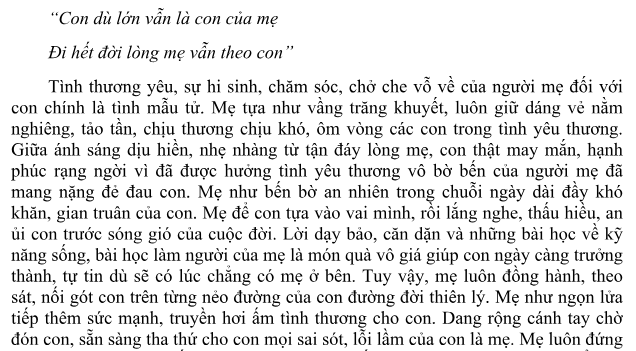 “Con dù lớn vẫn là con của mẹ
Đi hết đời lòng mẹ vẫn theo con”
Tình thương yêu, sự hi sinh, chăm sóc, chở che vỗ về của người mẹ đối với
con chính là tình mẫu tử. Mẹ tựa như vầng trăng khuyết, luôn giữ dáng vẻ nằm
nghiêng, tảo tần, chịu thương chịu khó, ôm vòng các con trong tình yêu thương.
Giữa ánh sáng dịu hiền, nhẹ nhàng từ tận đáy lòng mẹ, con thật may mắn, hạnh
phúc rạng ngời vì đã được hưởng tình yêu thương vô bờ bến của người mẹ đã
mang nặng đẻ đau con. Mẹ như bến bờ an nhiên trong chuỗi ngày dài đầy khó
khăn, gian truân của con. Mẹ để con tựa vào vai mình, rồi lắng nghe, thấu hiểu, an
ủi con trước sóng gió của cuộc đời. Lời dạy bảo, căn dặn và những bài học về kỹ
năng sống, bài học làm người của mẹ là món quà vô giá giúp con ngày càng trưởng
thành, tự tin dù sẽ có lúc chẳng có mẹ ở bên. Tuy vậy, mẹ luôn đồng hành, theo
sát, nối gót con trên từng nẻo đường của con đường đời thiên lý. Mẹ như ngọn lửa
tiếp thêm sức mạnh, truyền hơi ấm tình thương cho con. Dang rộng cánh tay chờ
đón con, sẵn sàng tha thứ cho con mọi sai sót, lỗi lầm của con là mẹ. Mẹ luôn đứng